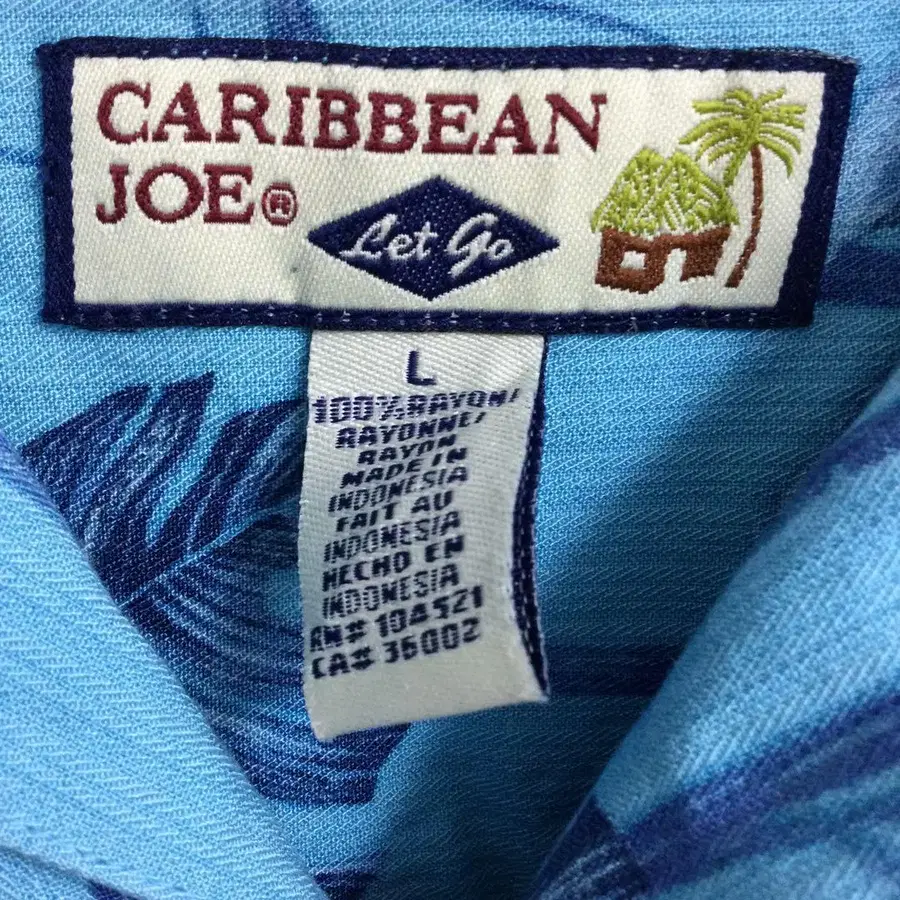 CARIBBEAN
JOE®
Let Go
L
100% RAYON/
RAYONNE/
RAYON
MADE IN
INDONESIA
FAIT AU
INDONESIA
HECHO EN
INDONESIA
RN# 104521
CA# 36002